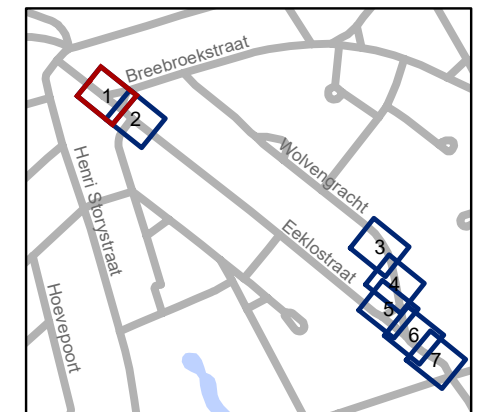 Breebroekstraat
1
2
Wolvengracht
Henri Storystraat
Eeklostraat
3
4
5
6
7
Hoevepoort